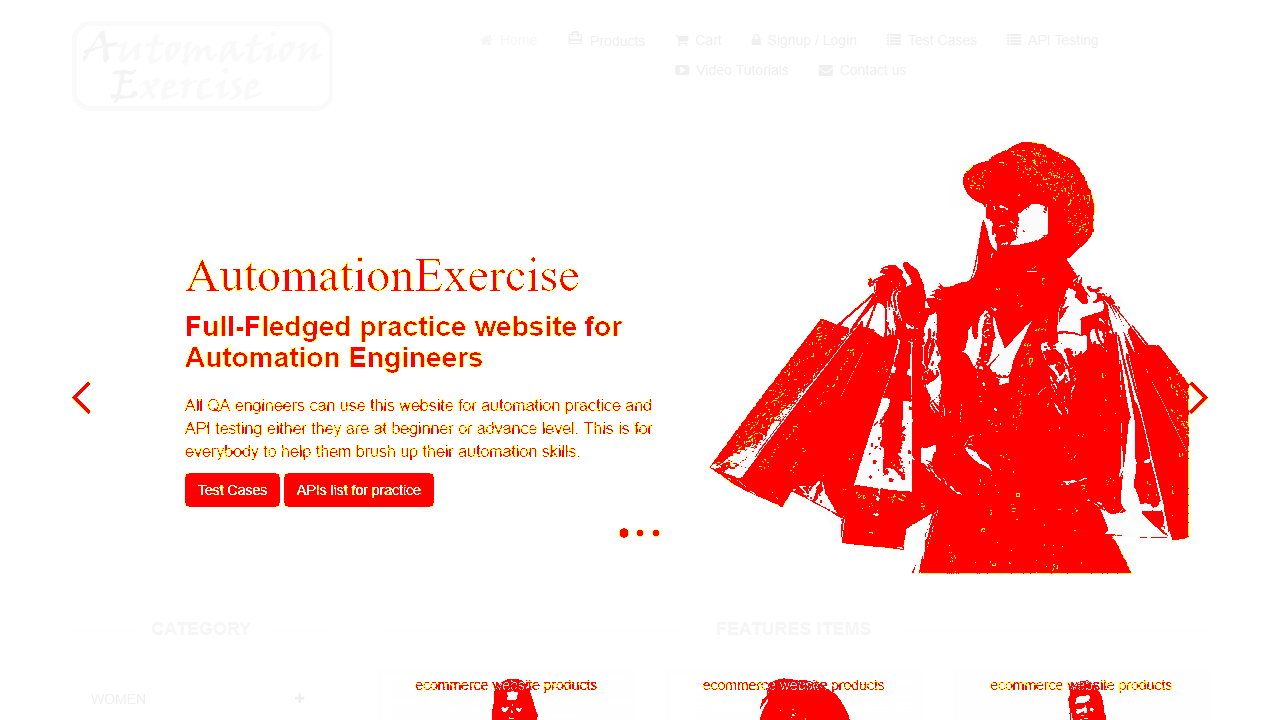 Automation
Exercise
Home Products Cart Signup / Login Test Cases API Testing
Video Tutorials Contact us
AutomationExercise
Full-Fledged practice website for
Automation Engineers
All QA engineers can use this website for automation practice and
API testing either they are at beginner or advance level. This is for
everybody to help them brush up their automation skills.
Test Cases APIs list for practice
CATEGORY FEATURES ITEMS
ecommerce website products ecommerce website products ecommerce website products
WOMEN